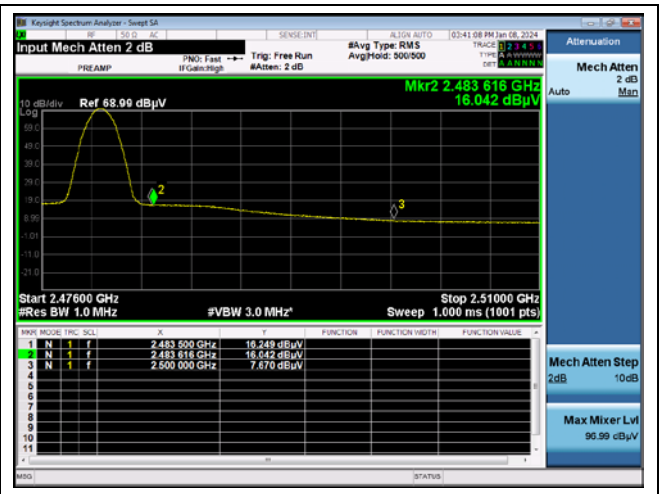 Keysight Spectrum Analyzer - Swept SA
RF 50 Ω AC SENSE:INT ALIGN AUTO 03:41:08 PM Jan 08, 2024
Input Mech Atten 2 dB
PREAMP
PNO: Fast
IFGain:High
Trig: Free Run
#Atten: 2 dB
#Avg Type: RMS
Avg|Hold: 500/500
TRACE 1 2 3 4 5 6
TYPE A
DET A A N N N N
Mkr2 2.483 616 GHz
16.042 dBµV
10 dB/div Ref 68.99 dBµV
Log
59.0
49.0
39.0
29.0
19.0
8.99
-1.01
-11.0
-21.0
2
3
Start 2.47600 GHz Stop 2.51000 GHz
#Res BW 1.0 MHz #VBW 3.0 MHz* Sweep 1.000 ms (1001 pts)
MKR MODE TRC SCL X Y FUNCTION FUNCTION WIDTH FUNCTION VALUE
1 N 1 f 2.483 500 GHz 16.249 dBµV
2 N 1 f 2.483 616 GHz 16.042 dBµV
3 N 1 f 2.500 000 GHz 7.670 dBµV
4
5
6
7
8
9
10
11
MSG STATUS
Attenuation
Mech Atten
2 dB
Auto Man
Mech Atten Step
2dB 10dB
Max Mixer Lvl
96.99 dBµV